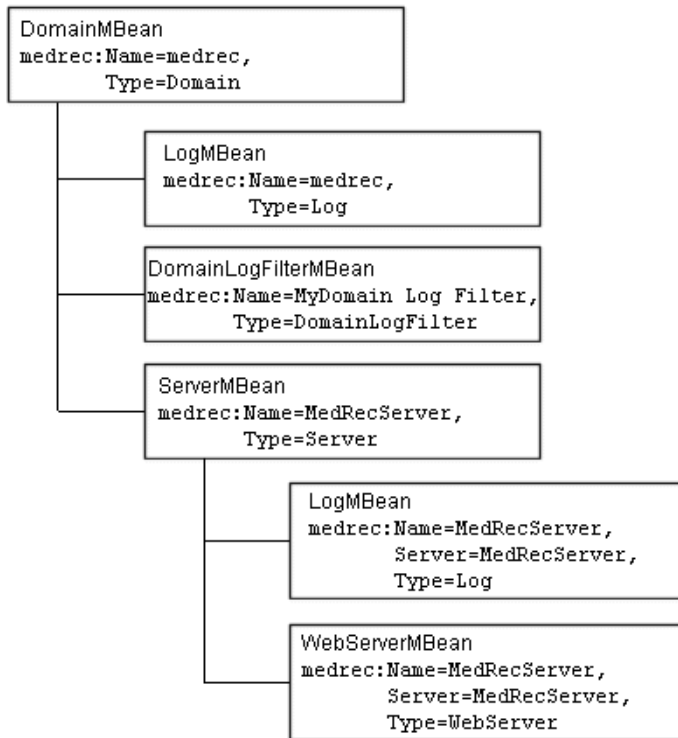 DomainMBean
medrec:Name=medrec,
Type=Domain
LogMBean
medrec:Name=medrec,
Type=Log
DomainLogFilterMBean
medrec:Name=MyDomain Log Filter,
Type=DomainLogFilter
ServerMBean
medrec:Name=MedRecServer,
Type=Server
LogMBean
medrec:Name=MedRecServer,
Server=MedRecServer,
Type=Log
WebServerMBean
medrec:Name=MedRecServer,
Server=MedRecServer,
Type=WebServer